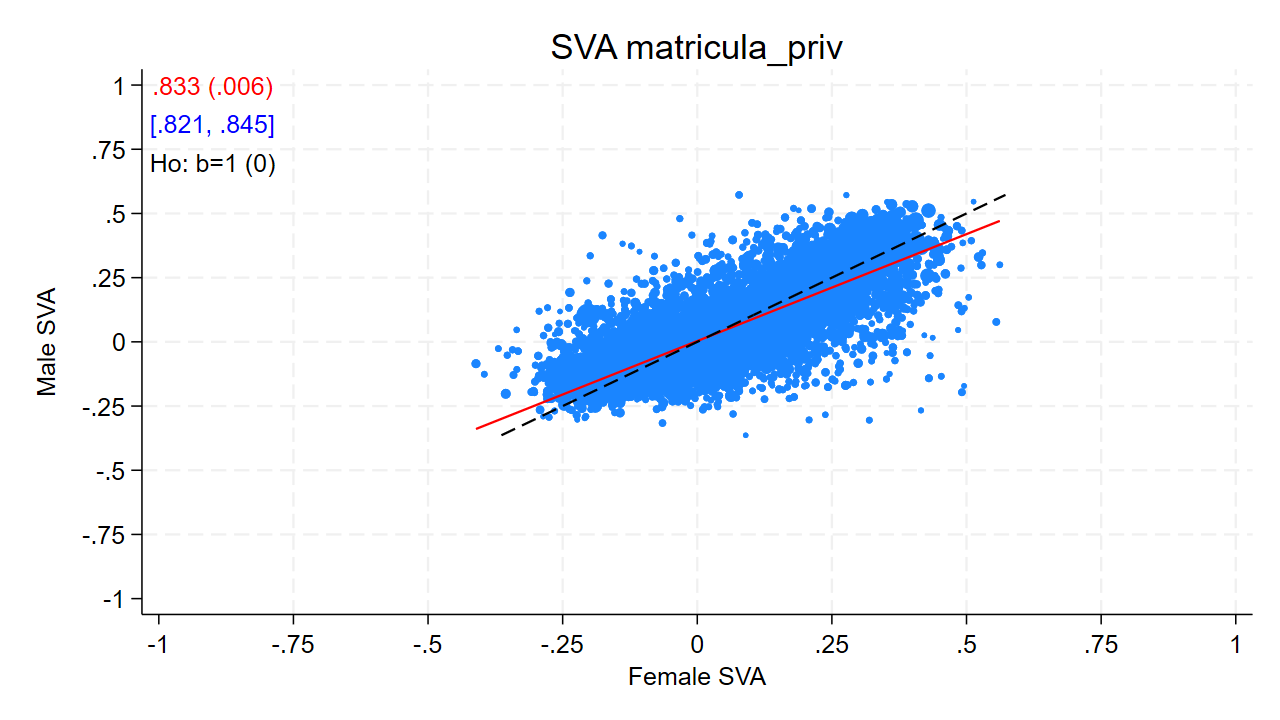 SVA matricula_priv
.833 (.006)
[.821, .845]
Ho: b=1 (0)
Male SVA
1
.75
.5
.25
0
-.25
-.5
-.75
-1
-1 -.75 -.5 -.25 0 .25 .5 .75 1
Female SVA